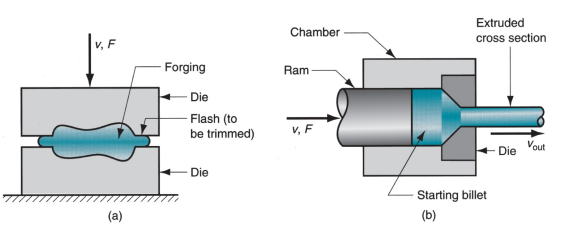 v, F
Forging
Die
Flash (to
be trimmed)
Die
(a)
Extruded
cross section
Chamber
Ram
v, F
v_out
Die
Starting billet
(b)